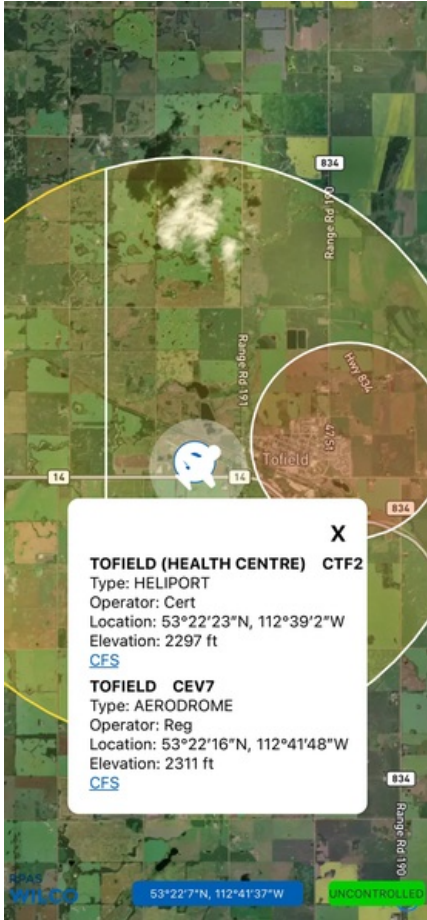 834
Range Rd 190
Range Rd 191
Hwy 834
47 St
Tofield
14
14
834
X
TOFIELD (HEALTH CENTRE) CTF2
Type: HELIPORT
Operator: Cert
Location: 53°22'23"N, 112°39'2"W
Elevation: 2297 ft
CFS
TOFIELD CEV7
Type: AERODROME
Operator: Reg
Location: 53°22'16"N, 112°41'48"W
Elevation: 2311 ft
CFS
834
Range Rd 190
RPAS
WILCO
53°22'7"N, 112°41'37"W
UNCONTROLLED